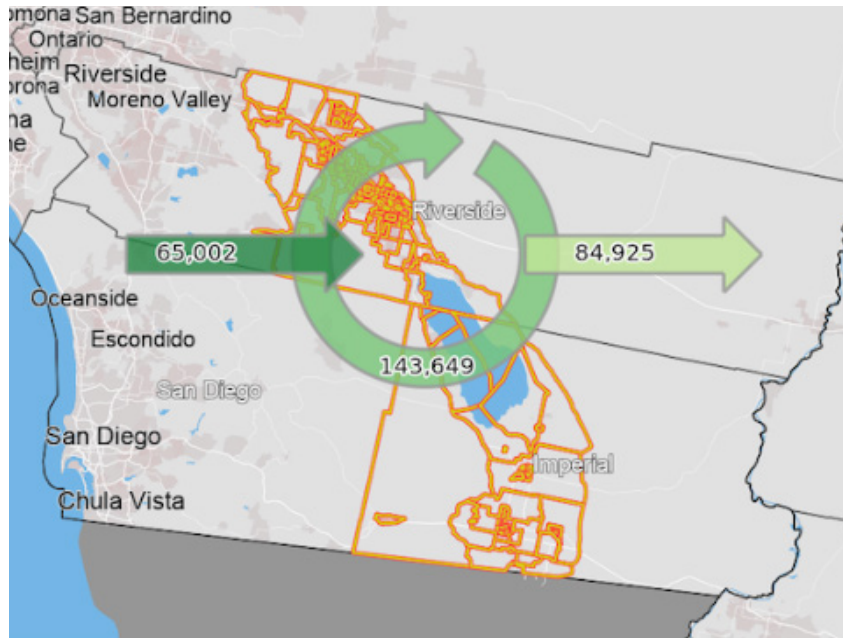 omona
San Bernardino
Ontario
heim
Riverside
orona
Moreno Valley
na
ne
Riverside
65,002
84,925
Oceanside
Escondido
143,649
San Diego
San Diego
Imperial
Chula Vista